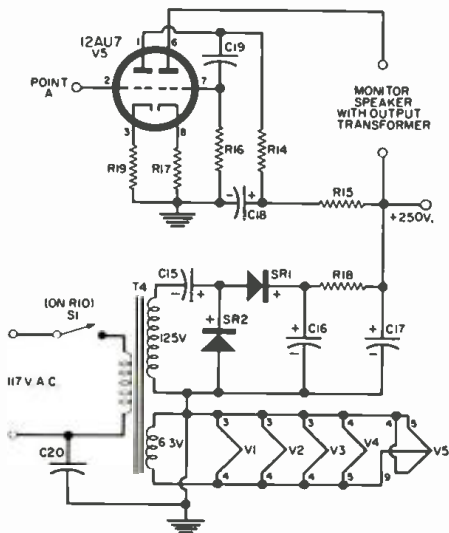 12AU7
V5
1
6
C19
POINT
A
2
7
3
8
R19
R17
R16
R14
C18
-
+
R15
MONITOR
SPEAKER
WITH OUTPUT
TRANSFORMER
+250V.
(ON R10)
S1
T4
C15
-
+
SR1
R18
125V
+
SR2
+
C16
-
+
C17
-
117 V A C
C20
6 3V
3
V1
4
3
V2
4
3
V3
4
4
V4
5
4
5
V5
9